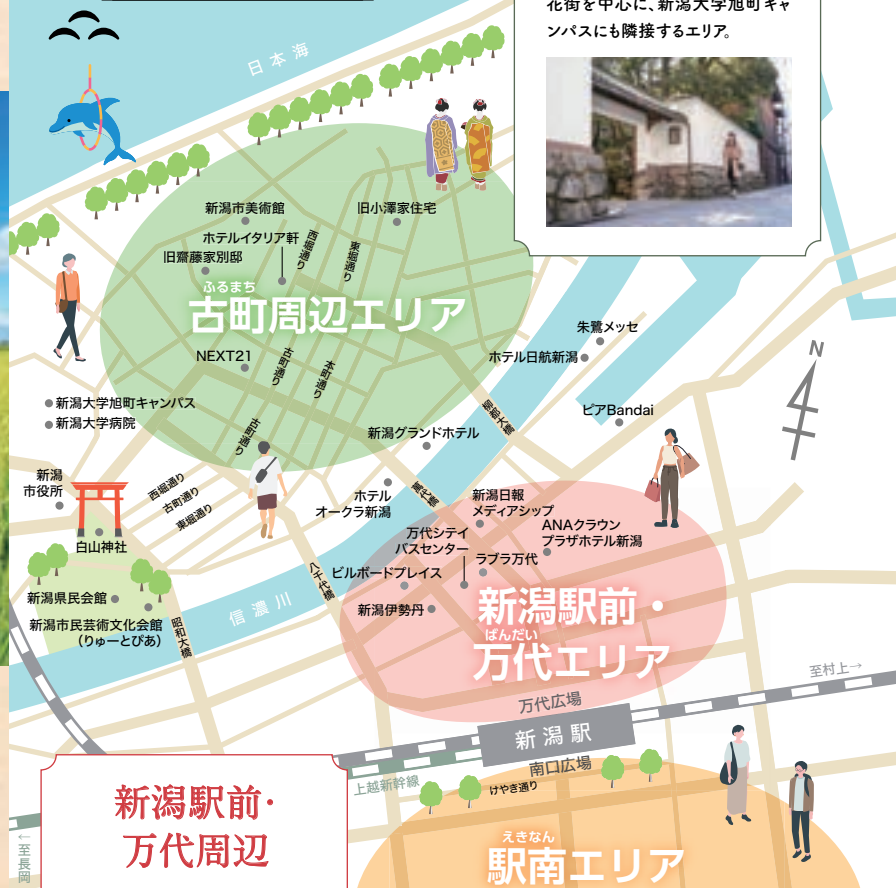 花街を中心に、新潟大学旭町キャ
ンパスにも隣接するエリア。
日本海
新潟市美術館
旧小澤家住宅
ホテルイタリア軒
西堀通り
東堀通り
旧齋藤家別邸
ふるまち
古町周辺エリア
朱鷺メッセ
N
NEXT21
古町通り
本町通り
ホテル日航新潟
新潟大学旭町キャンパス
新潟大学病院
ピアBandai
柳都大橋
古町通り
新潟グランドホテル
新潟
市役所
西堀通り
古町通り
東堀通り
ホテル
オークラ新潟
萬代橋
新潟日報
メディアシップ
ANAクラウン
プラザホテル新潟
白山神社
万代シテイ
バスセンター
ラブラ万代
八千代橋
ビルボードプレイス
新潟県民会館
信濃川
新潟伊勢丹
新潟駅前・
ばんだい
万代エリア
新潟市民芸術文化会館
(りゅーとぴあ)
昭和大橋
至村上→
万代広場
新潟駅
南口広場
上越新幹線
けやき通り
新潟駅前・
万代周辺
えきなん
駅南エリア
←至長岡